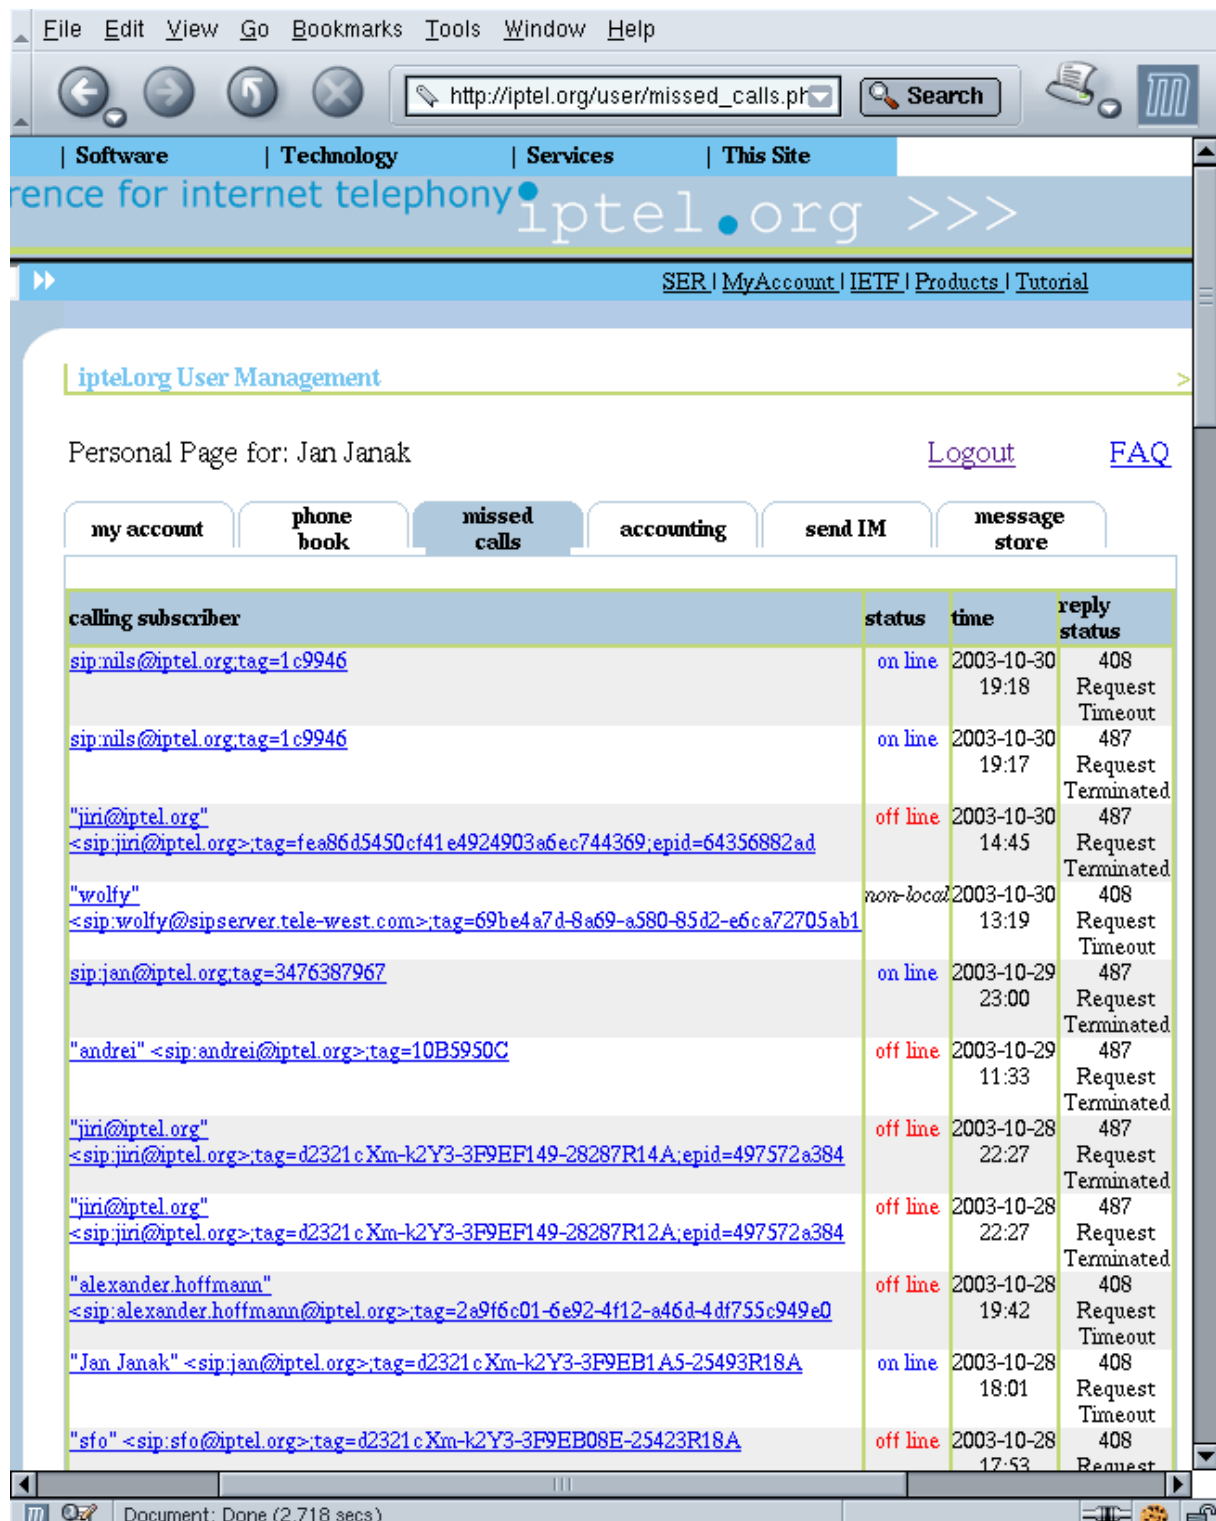 File Edit View Go Bookmarks Tools Window Help
http://iptel.org/user/missed_calls.ph Search
| Software | Technology | Services | This Site
rence for internet telephony iptel.org >>>
SER | MyAccount | IETF | Products | Tutorial
iptel.org User Management >
Personal Page for: Jan Janak Logout FAQ
my account phone book missed calls accounting send IM message store
calling subscriber status time reply status
sip:nils@iptel.org;tag=1c9946 on line 2003-10-30 408
19:18 Request
Timeout
sip:nils@iptel.org;tag=1c9946 on line 2003-10-30 487
19:17 Request
Terminated
"jiri@iptel.org" off line 2003-10-30 487
<sip:jiri@iptel.org>;tag=fea86d5450cf41e4924903a6ec744369;epid=64356882ad 14:45 Request
Terminated
"wolfy" non-local 2003-10-30 408
<sip:wolfy@sipserver.tele-west.com>;tag=69be4a7d-8a69-a580-85d2-e6ca72705ab1 13:19 Request
Timeout
sip:jan@iptel.org;tag=3476387967 on line 2003-10-29 487
23:00 Request
Terminated
"andrei" <sip:andrei@iptel.org>;tag=10B5950C off line 2003-10-29 487
11:33 Request
Terminated
"jiri@iptel.org" off line 2003-10-28 487
<sip:jiri@iptel.org>;tag=d2321cXm-k2Y3-3F9EF149-28287R14A;epid=497572a384 22:27 Request
Terminated
"jiri@iptel.org" off line 2003-10-28 487
<sip:jiri@iptel.org>;tag=d2321cXm-k2Y3-3F9EF149-28287R12A;epid=497572a384 22:27 Request
Terminated
"alexander.hoffmann" off line 2003-10-28 408
<sip:alexander.hoffmann@iptel.org>;tag=2a9f6c01-6e92-4f12-a46d-4df755c949e0 19:42 Request
Timeout
"Jan Janak" <sip:jan@iptel.org>;tag=d2321cXm-k2Y3-3F9EB1A5-25493R18A on line 2003-10-28 408
18:01 Request
Timeout
"sfo" <sip:sfo@iptel.org>;tag=d2321cXm-k2Y3-3F9EB08E-25423R18A off line 2003-10-28 408
17:53 Request
Document: Done (2.718 secs)